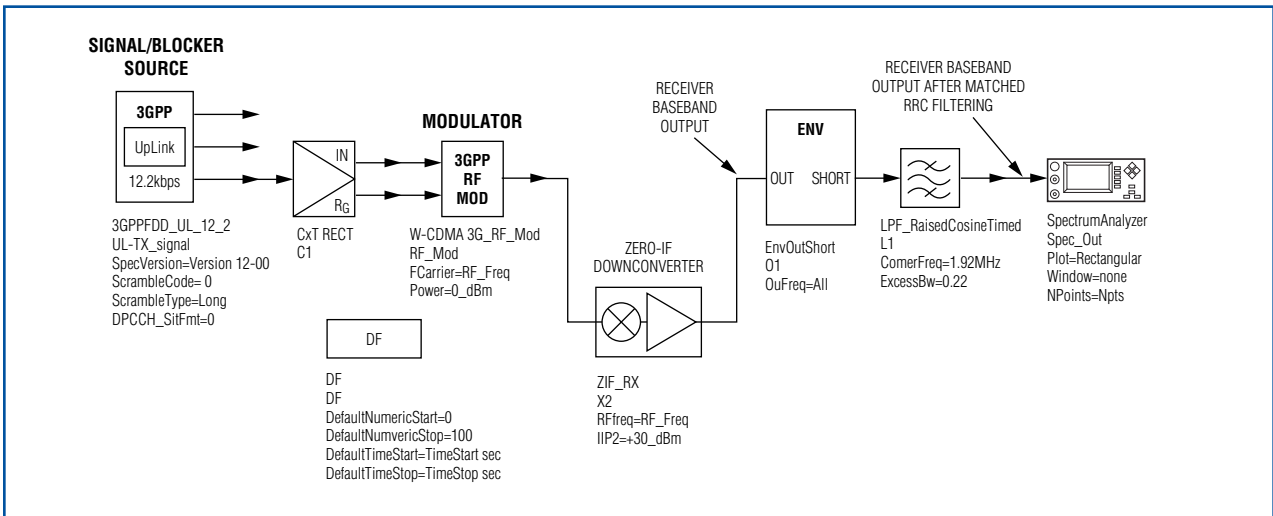 SIGNAL/BLOCKER
SOURCE
3GPP
UpLink
12.2kbps
3GPPFDD_UL_12_2
UL-TX_signal
SpecVersion=Version 12-00
ScrambleCode= 0
ScrambleType=Long
DPCCH_SitFmt=0
IN
RG
CxT RECT
C1
MODULATOR
3GPP
RF
MOD
W-CDMA 3G_RF_Mod
RF_Mod
FCarrier=RF_Freq
Power=0_dBm
DF
DF
DF
DefaultNumericStart=0
DefaultNumvericStop=100
DefaultTimeStart=TimeStart sec
DefaultTimeStop=TimeStop sec
ZERO-IF
DOWNCONVERTER
ZIF_RX
X2
RFfreq=RF_Freq
IIP2=+30_dBm
RECEIVER
BASEBAND
OUTPUT
ENV
OUT SHORT
EnvOutShort
O1
OuFreq=All
RECEIVER BASEBAND
OUTPUT AFTER MATCHED
RRC FILTERING
LPF_RaisedCosineTimed
L1
ComerFreq=1.92MHz
ExcessBw=0.22
SpectrumAnalyzer
Spec_Out
Plot=Rectangular
Window=none
NPoints=Npts